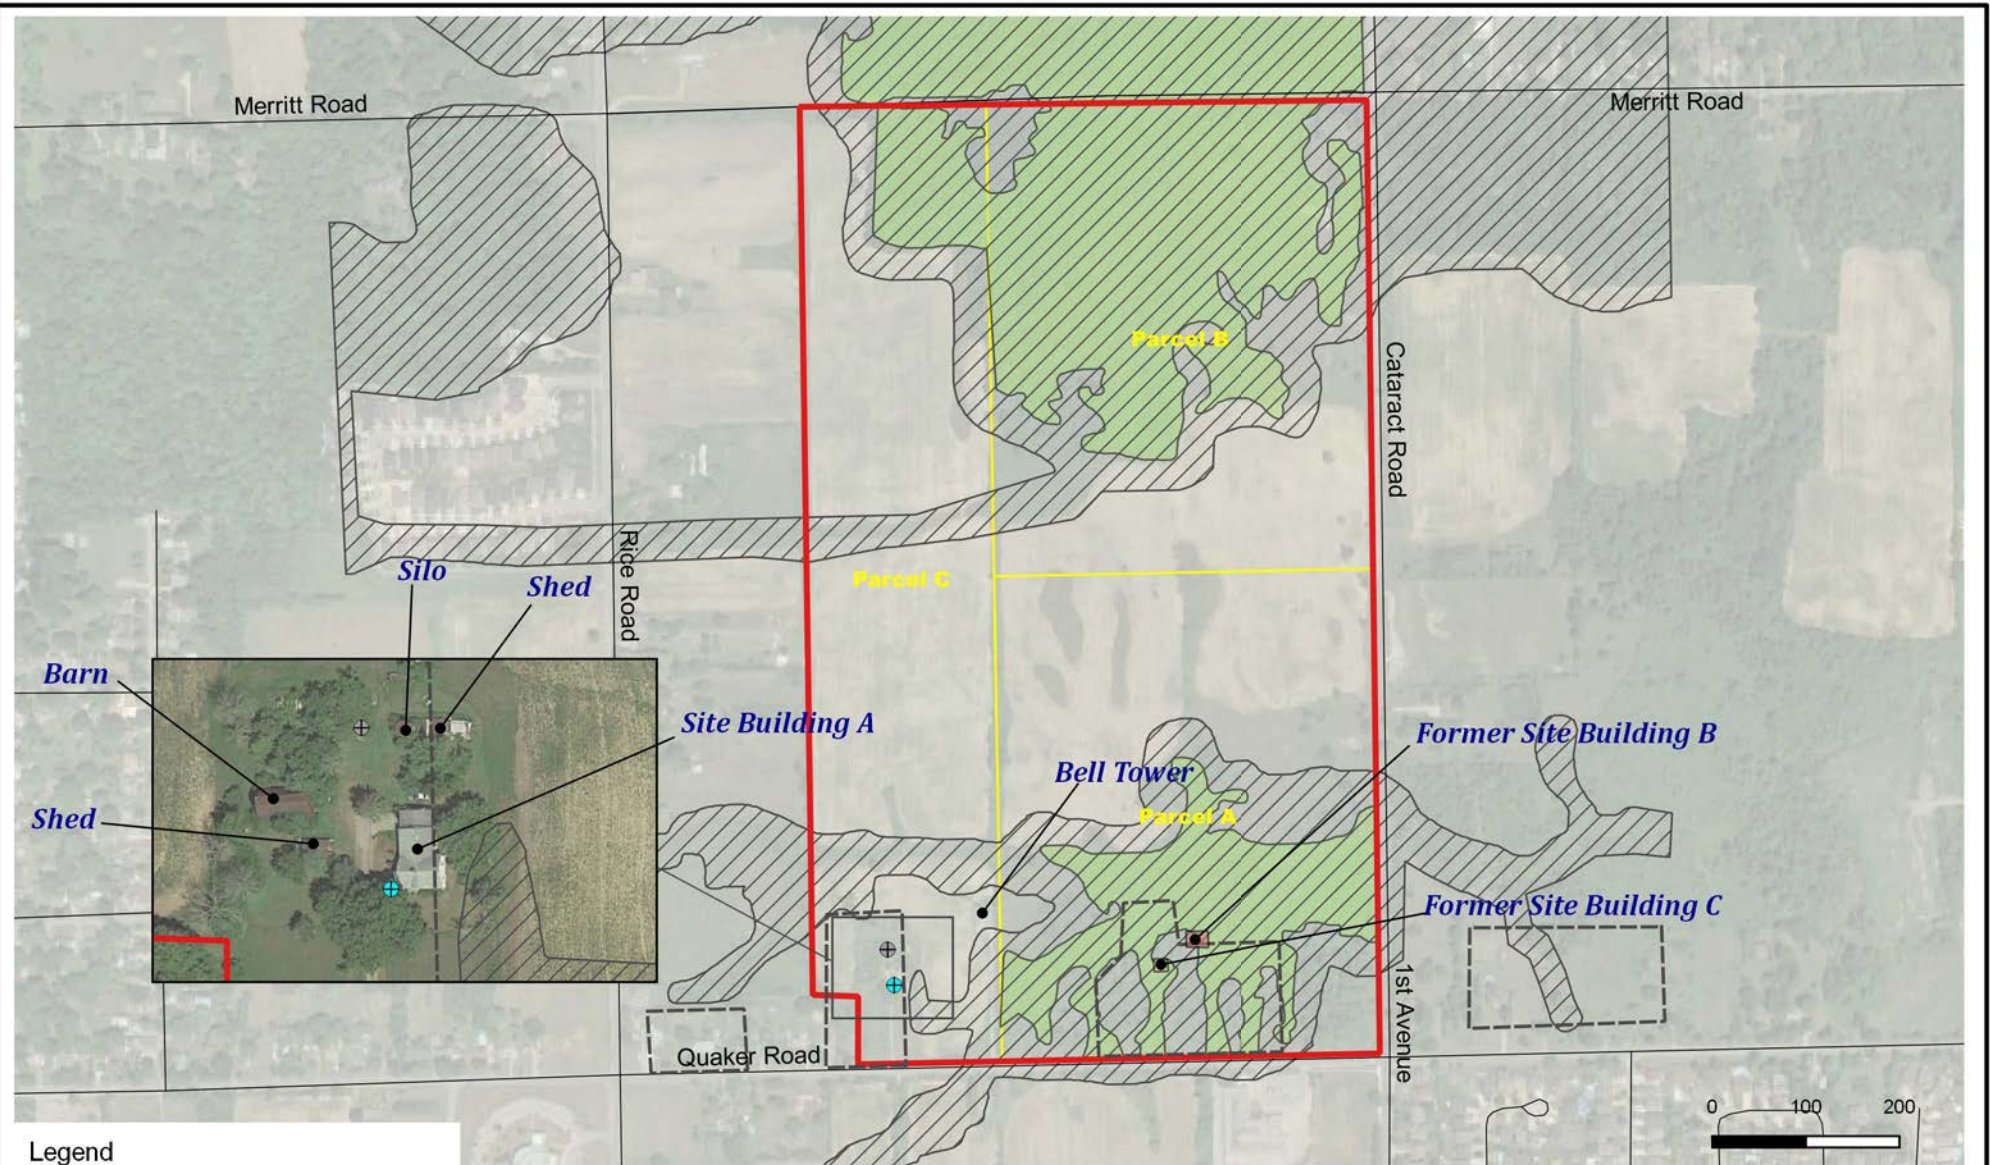 Merritt Road
Merritt Road
Parcel B
Cataract Road
Rice Road
Silo
Shed
Parcel C
Barn
Site Building A
Former Site Building B
Bell Tower
Shed
Parcel A
Former Site Building C
1st Avenue
Quaker Road
0 100 200
Legend